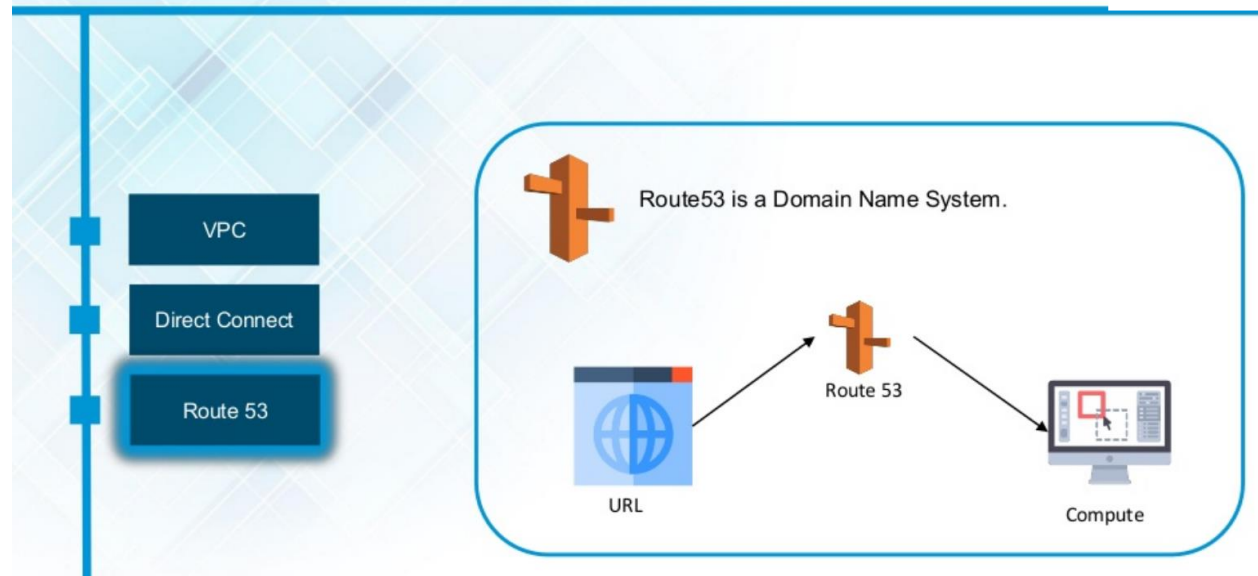 VPC
Direct Connect
Route 53
Route53 is a Domain Name System.
Route 53
URL
Compute